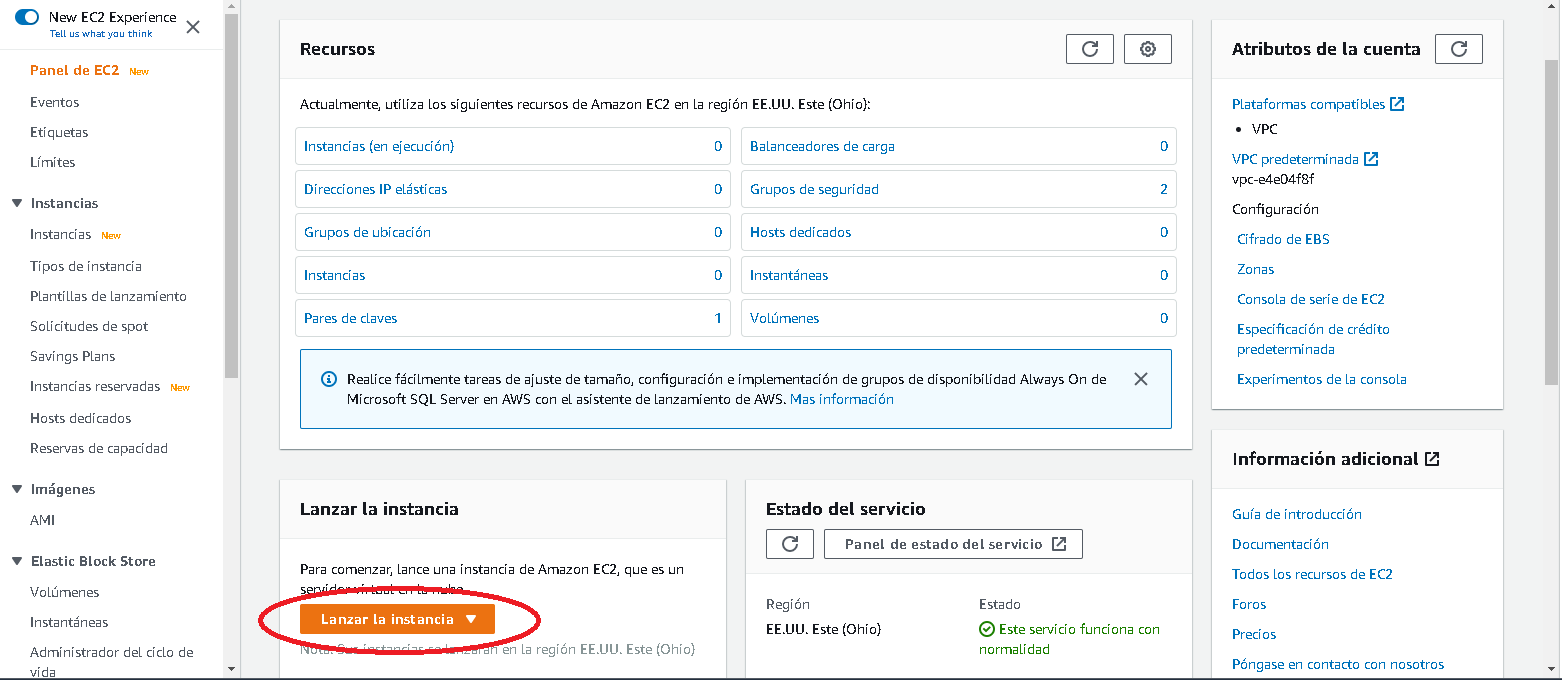 New EC2 Experience
Tell us what you think
Panel de EC2 New
Eventos
Etiquetas
Límites
Instancias
Instancias New
Tipos de instancia
Plantillas de lanzamiento
Solicitudes de spot
Savings Plans
Instancias reservadas New
Hosts dedicados
Reservas de capacidad
Imágenes
AMI
Elastic Block Store
Volúmenes
Instantáneas
Administrador del ciclo de
vida
Recursos
Actualmente, utiliza los siguientes recursos de Amazon EC2 en la región EE.UU. Este (Ohio):
Instancias (en ejecución) 0
Balanceadores de carga 0
Direcciones IP elásticas 0
Grupos de seguridad 2
Grupos de ubicación 0
Hosts dedicados 0
Instancias 0
Instantáneas 0
Pares de claves 1
Volúmenes 0
Realice fácilmente tareas de ajuste de tamaño, configuración e implementación de grupos de disponibilidad Always On de
Microsoft SQL Server en AWS con el asistente de lanzamiento de AWS. Mas información
Lanzar la instancia
Para comenzar, lance una instancia de Amazon EC2, que es un
servidor virtual en la nube.
Lanzar la instancia
Nota: Sus instancias se lanzarán en la región EE.UU. Este (Ohio)
Estado del servicio
Panel de estado del servicio
Región
EE.UU. Este (Ohio)
Estado
Este servicio funciona con
normalidad
Atributos de la cuenta
Plataformas compatibles
• VPC
VPC predeterminada
vpc-e4e04f8f
Configuración
Cifrado de EBS
Zonas
Consola de serie de EC2
Especificación de crédito
predeterminada
Experimentos de la consola
Información adicional
Guía de introducción
Documentación
Todos los recursos de EC2
Foros
Precios
Póngase en contacto con nosotros